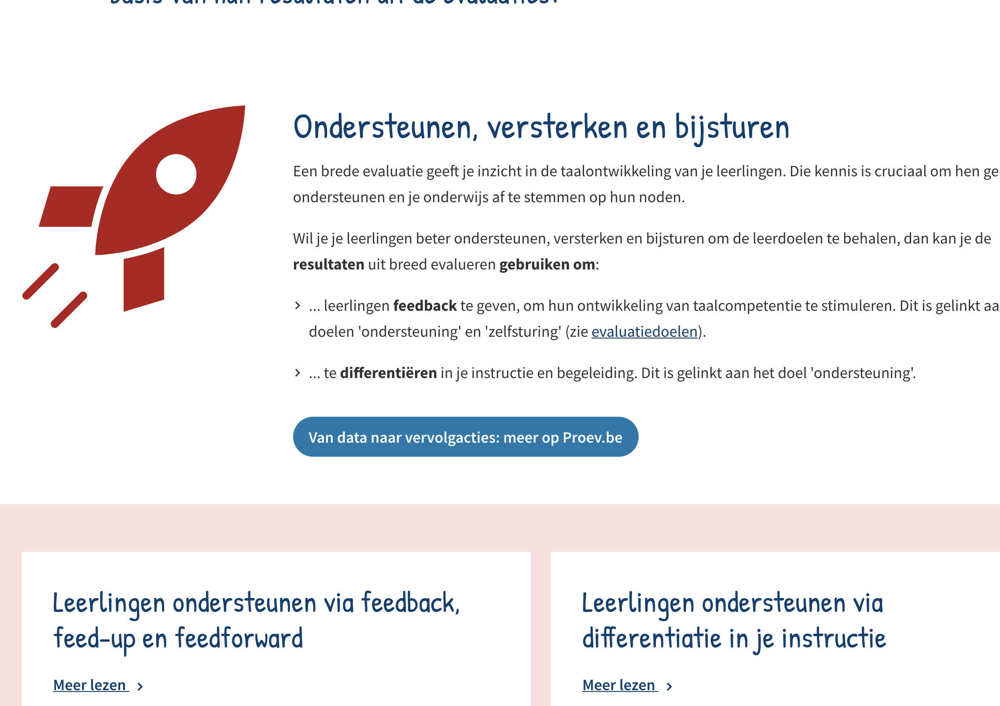 basis van hun resultaten uit de evaluaties?
Ondersteunen, versterken en bijsturen
Een brede evaluatie geeft je inzicht in de taalontwikkeling van je leerlingen. Die kennis is cruciaal om hen ge
ondersteunen en je onderwijs af te stemmen op hun noden.
Wil je je leerlingen beter ondersteunen, versterken en bijsturen om de leerdoelen te behalen, dan kan je de
resultaten uit breed evalueren gebruiken om:
... leerlingen feedback te geven, om hun ontwikkeling van taalcompetentie te stimuleren. Dit is gelinkt aa
doelen 'ondersteuning' en 'zelfsturing' (zie evaluatiedoelen).
... te differentiëren in je instructie en begeleiding. Dit is gelinkt aan het doel 'ondersteuning'.
Van data naar vervolgacties: meer op Proev.be
Leerlingen ondersteunen via feedback,
feed-up en feedforward
Meer lezen
Leerlingen ondersteunen via
differentiatie in je instructie
Meer lezen